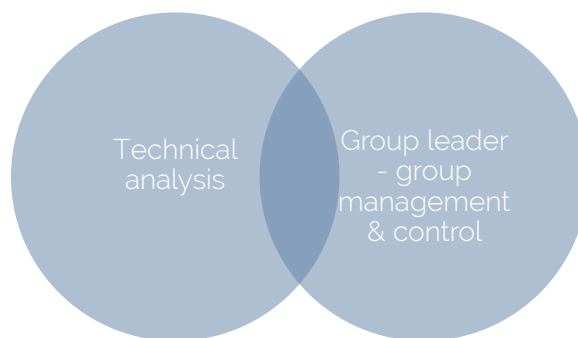 Technical
analysis
Group leader
- group
management
& control